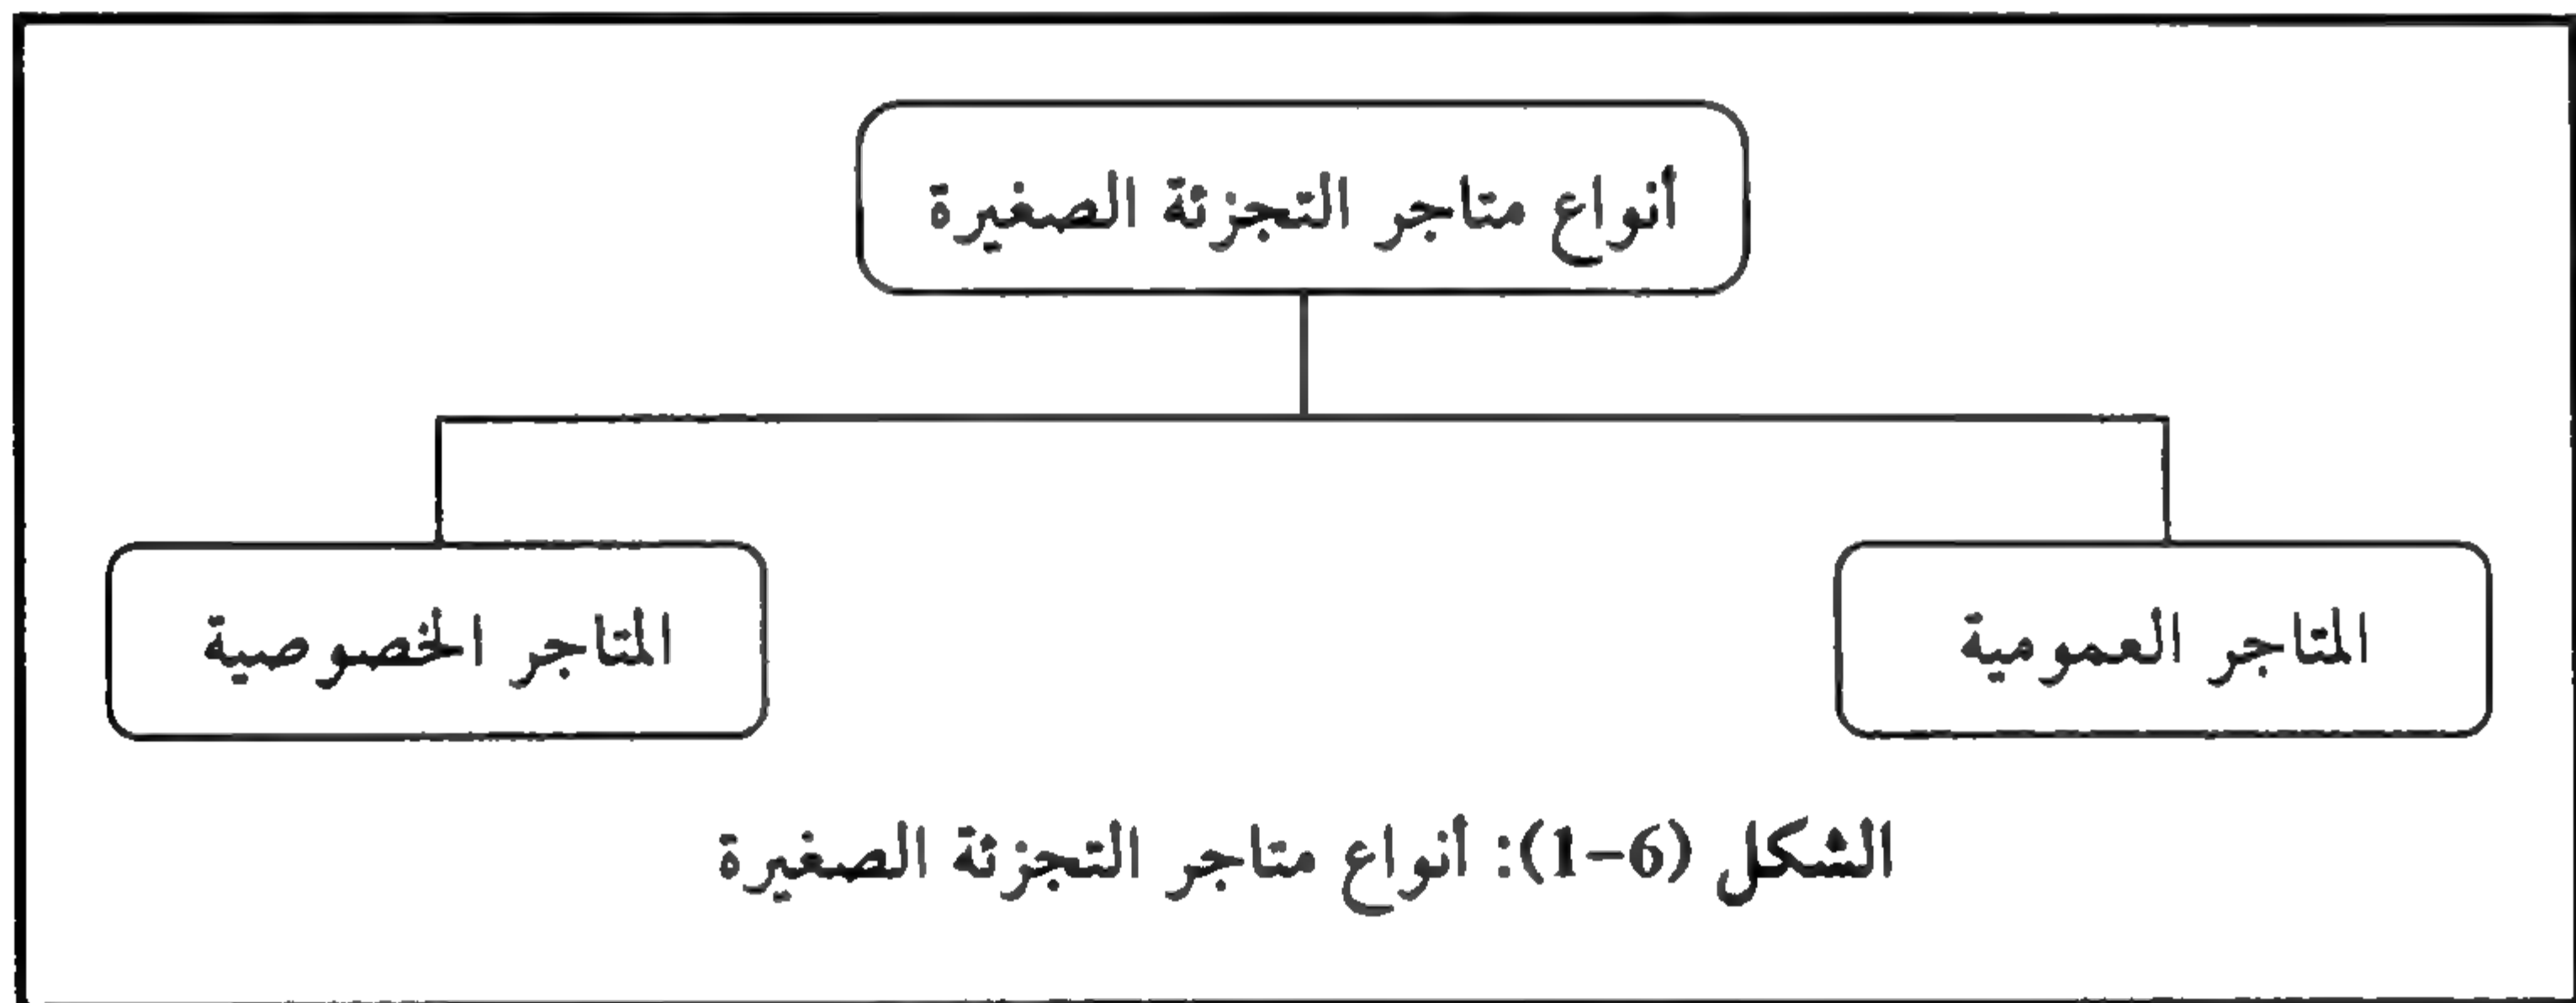 أنواع متاجر التجزئة الصغيرة
المتاجر العمومية
المتاجر الخصوصية
الشكل (6-1): أنواع متاجر التجزئة الصغيرة